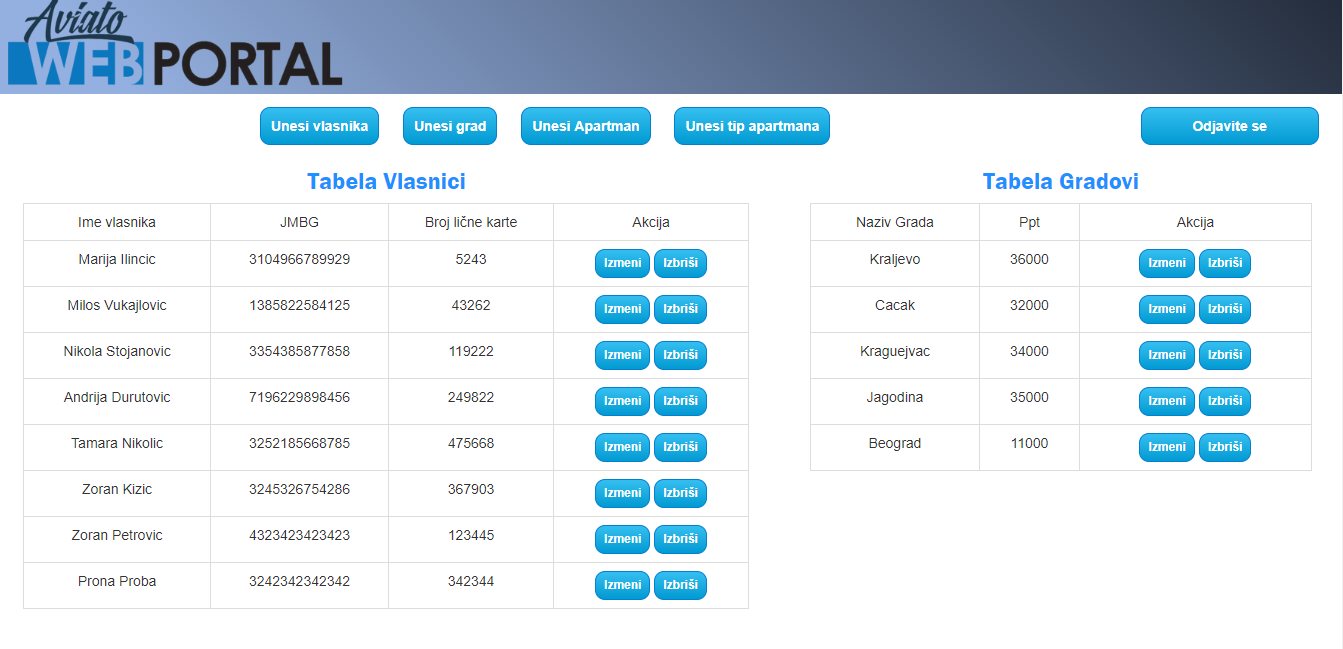 Aviato
WEB PORTAL
Unesi vlasnika Unesi grad Unesi Apartman Unesi tip apartmana Odjavite se
Tabela Vlasnici
Ime vlasnika JMBG Broj lične karte Akcija
Marija Ilincic 3104966789929 5243 Izmeni Izbriši
Milos Vukajlovic 1385822584125 43262 Izmeni Izbriši
Nikola Stojanovic 3354385877858 119222 Izmeni Izbriši
Andrija Durutovic 7196229898456 249822 Izmeni Izbriši
Tamara Nikolic 3252185668785 475668 Izmeni Izbriši
Zoran Kizic 3245326754286 367903 Izmeni Izbriši
Zoran Petrovic 4323423423423 123445 Izmeni Izbriši
Prona Proba 3242342342342 342344 Izmeni Izbriši
Tabela Gradovi
Naziv Grada Ppt Akcija
Kraljevo 36000 Izmeni Izbriši
Cacak 32000 Izmeni Izbriši
Kraguejvac 34000 Izmeni Izbriši
Jagodina 35000 Izmeni Izbriši
Beograd 11000 Izmeni Izbriši